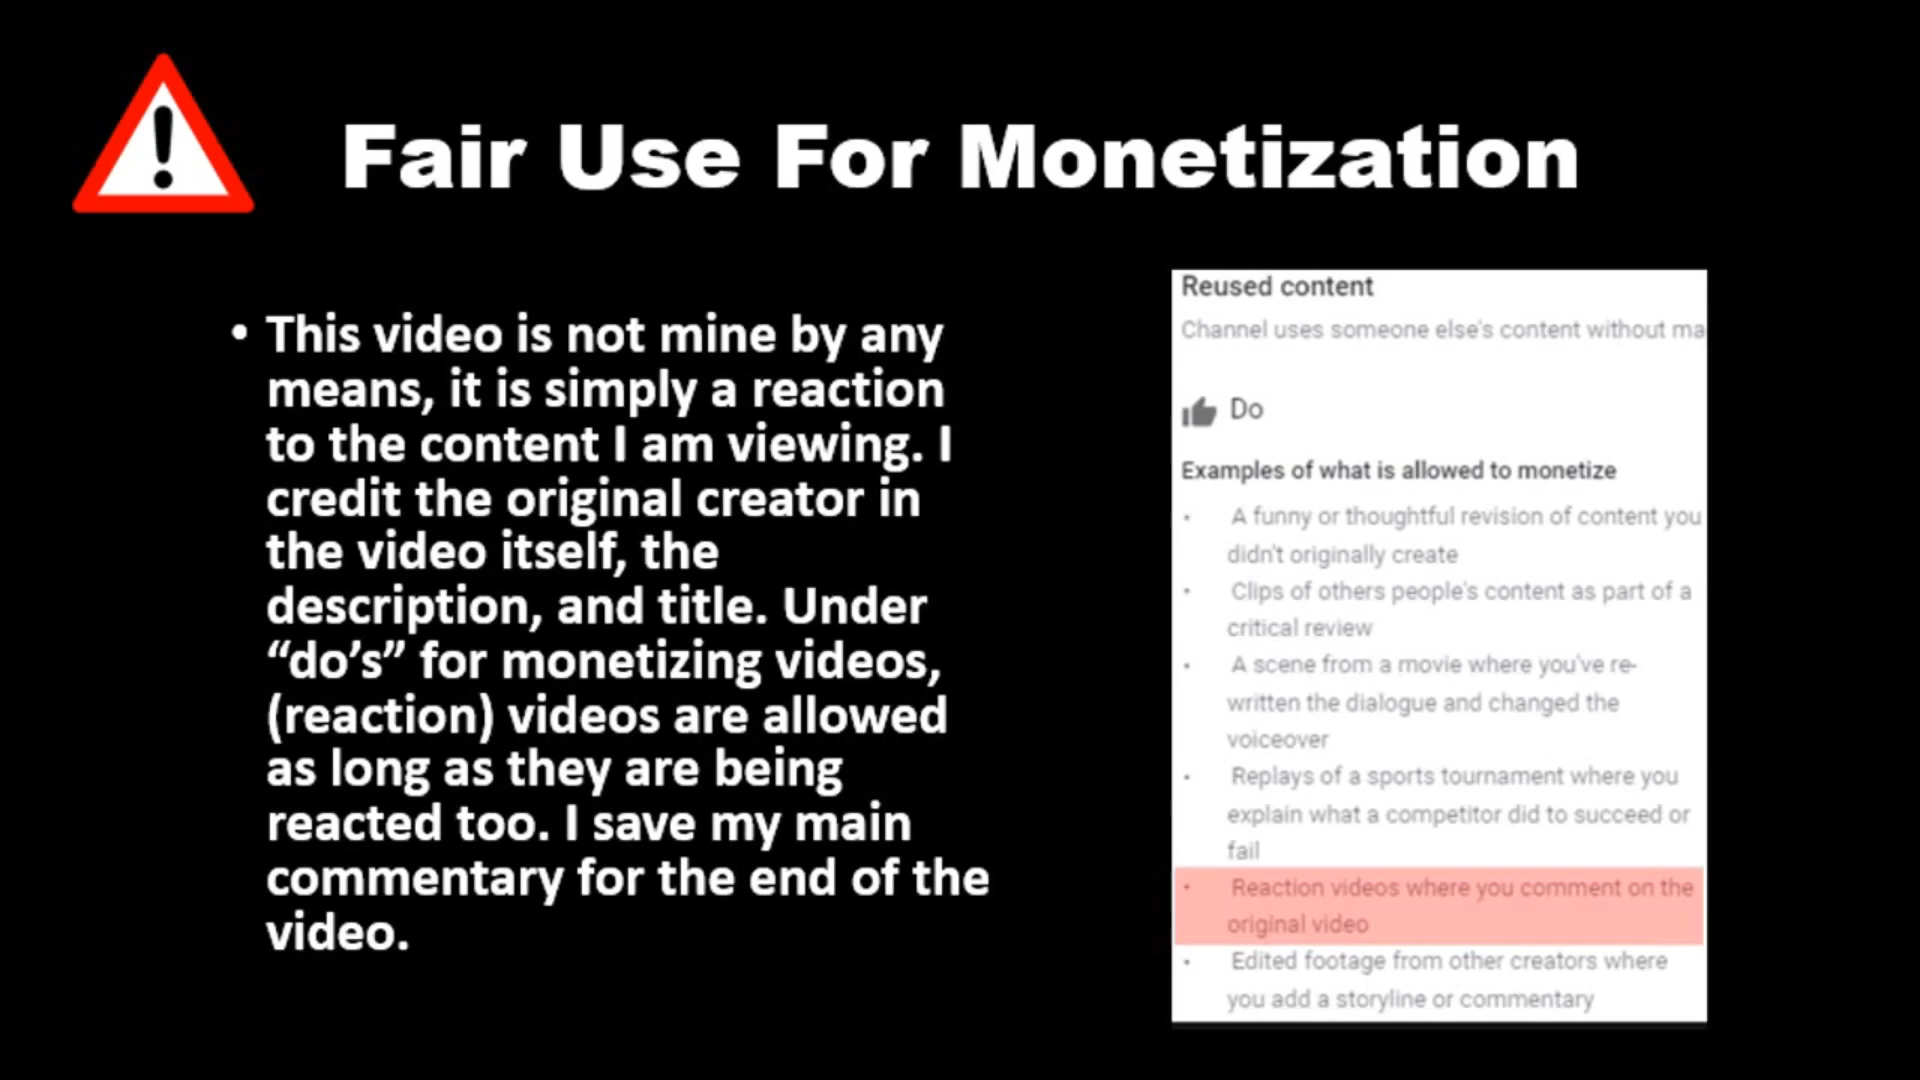 Fair Use For Monetization
• This video is not mine by any
means, it is simply a reaction
to the content I am viewing. I
credit the original creator in
the video itself, the
description, and title. Under
“do’s” for monetizing videos,
(reaction) videos are allowed
as long as they are being
reacted too. I save my main
commentary for the end of the
video.
Reused content
Channel uses someone else's content without ma
Do
Examples of what is allowed to monetize
• A funny or thoughtful revision of content you
didn't originally create
• Clips of others people's content as part of a
critical review
• A scene from a movie where you've re-
written the dialogue and changed the
voiceover
• Replays of a sports tournament where you
explain what a competitor did to succeed or
fail
• Reaction videos where you comment on the
original video
• Edited footage from other creators where
you add a storyline or commentary